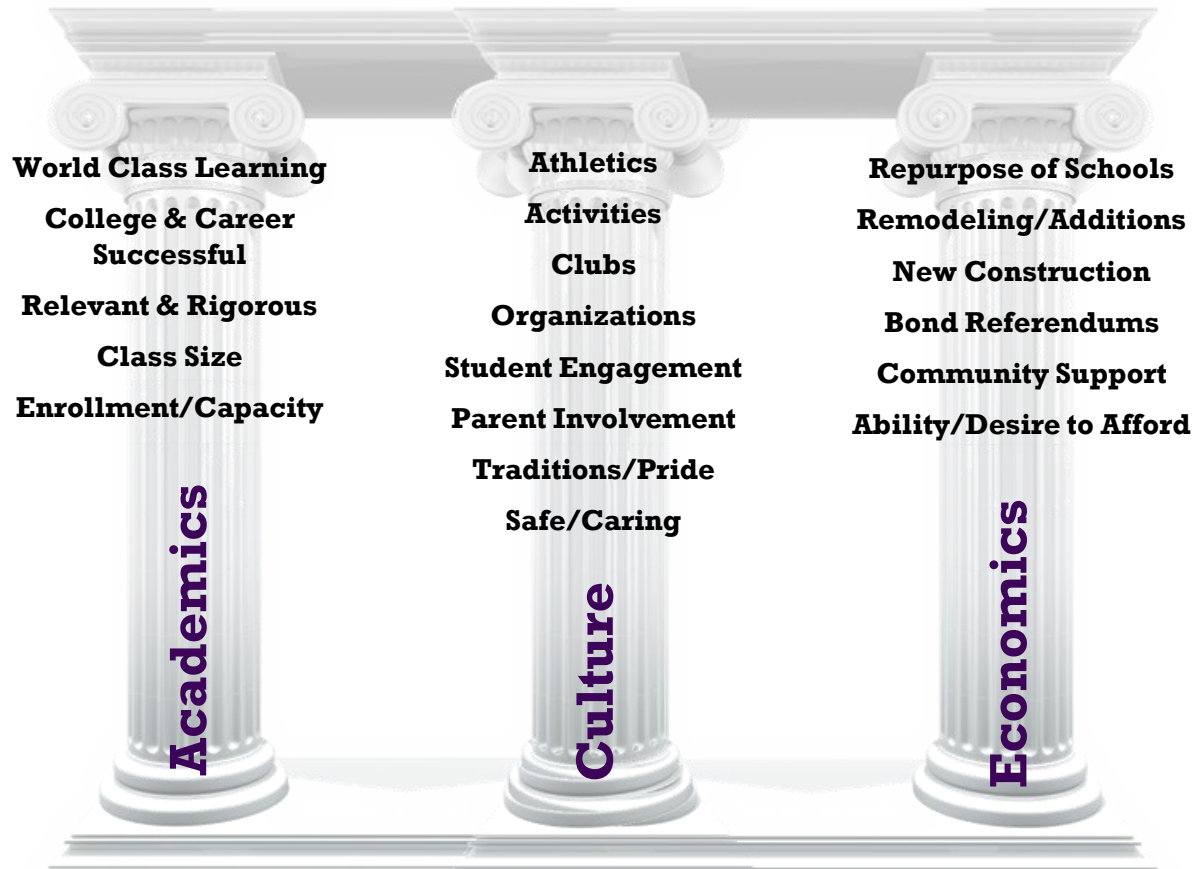 World Class Learning
College & Career
Successful
Relevant & Rigorous
Class Size
Enrollment/Capacity
Academics
Athletics
Activities
Clubs
Organizations
Student Engagement
Parent Involvement
Traditions/Pride
Safe/Caring
Culture
Repurpose of Schools
Remodeling/Additions
New Construction
Bond Referendums
Community Support
Ability/Desire to Afford
Economics